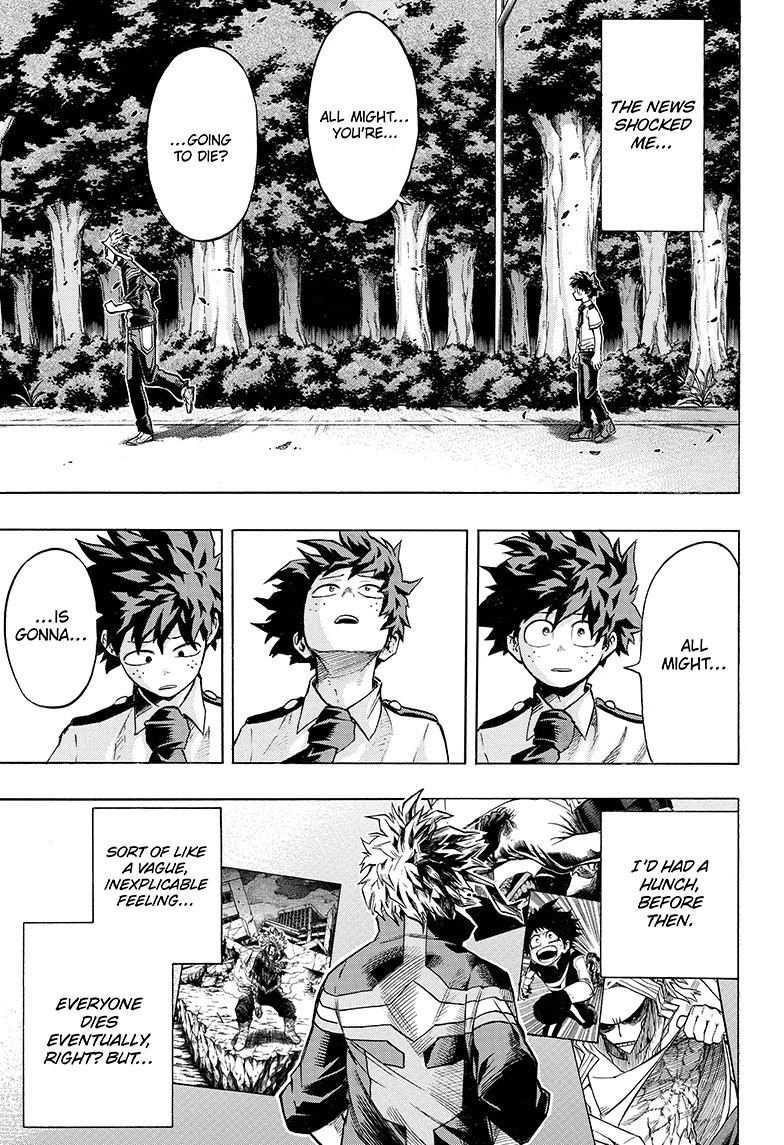 THE NEWS
SHOCKED
ME...
ALL MIGHT...
YOU'RE...
...GOING
TO DIE?
ALL
MIGHT...
...IS
GONNA...
I'D HAD A
HUNCH,
BEFORE
THEN.
SORT OF LIKE
A VAGUE,
INEXPLICABLE
FEELING...
EVERYONE
DIES
EVENTUALLY,
RIGHT? BUT...